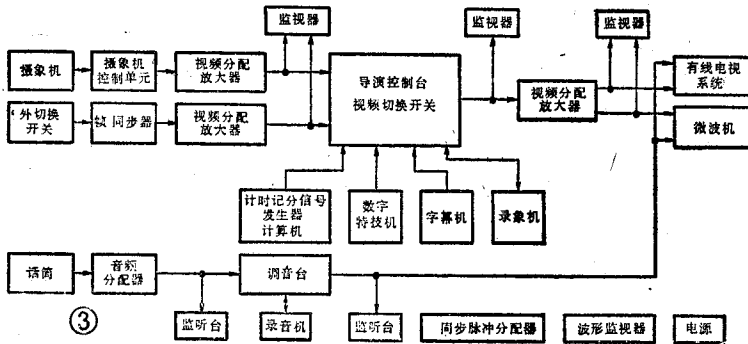 监视器
监视器
监视器
摄象机
摄象机
控制单元
视频分配
放大器
导演控制台
视频切换开关
视频分配
放大器
有线电视
系统
外切换
开关
帧同步器
视频分配
放大器
微波机
计时记分信号
发生器
计算机
数字
特技机
字幕机
录象机
话筒
音频
分配器
调音台
③
监听台
录音机
监听台
同步脉冲分配器
波形监视器
电源